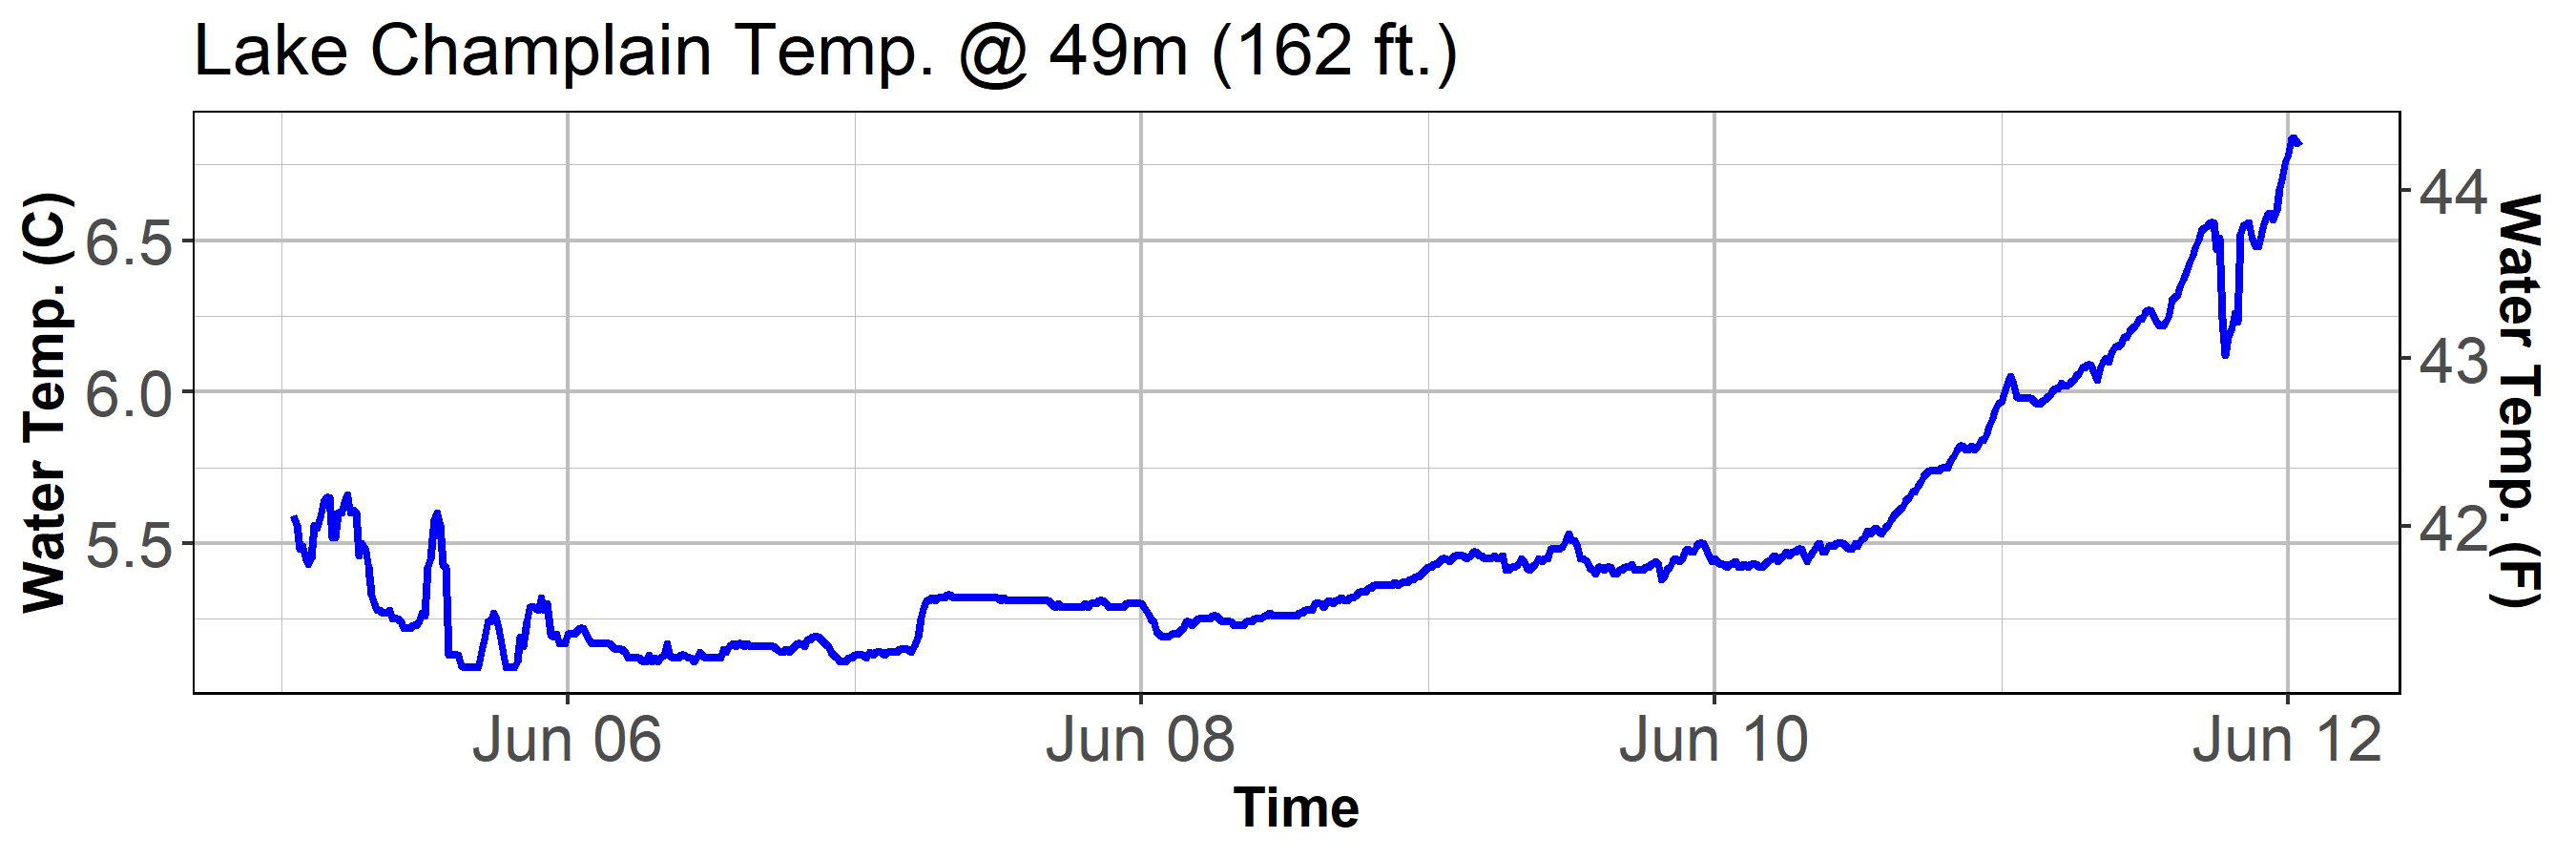 Lake Champlain Temp. @ 49m (162 ft.)
Water Temp. (C)
6.5
6.0
5.5
44
43
42
Water Temp. (F)
Jun 06
Jun 08
Jun 10
Jun 12
Time